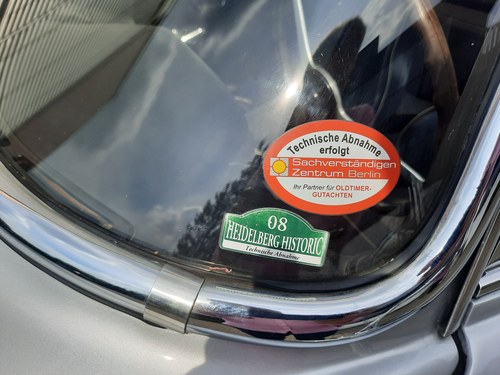 Technische Abnahme
erfolgt
Sachverständigen
Zentrum Berlin
Ihr Partner für OLDTIMER-
GUTACHTEN
08
HEIDELBERG HISTORIC
Technische Abnahme